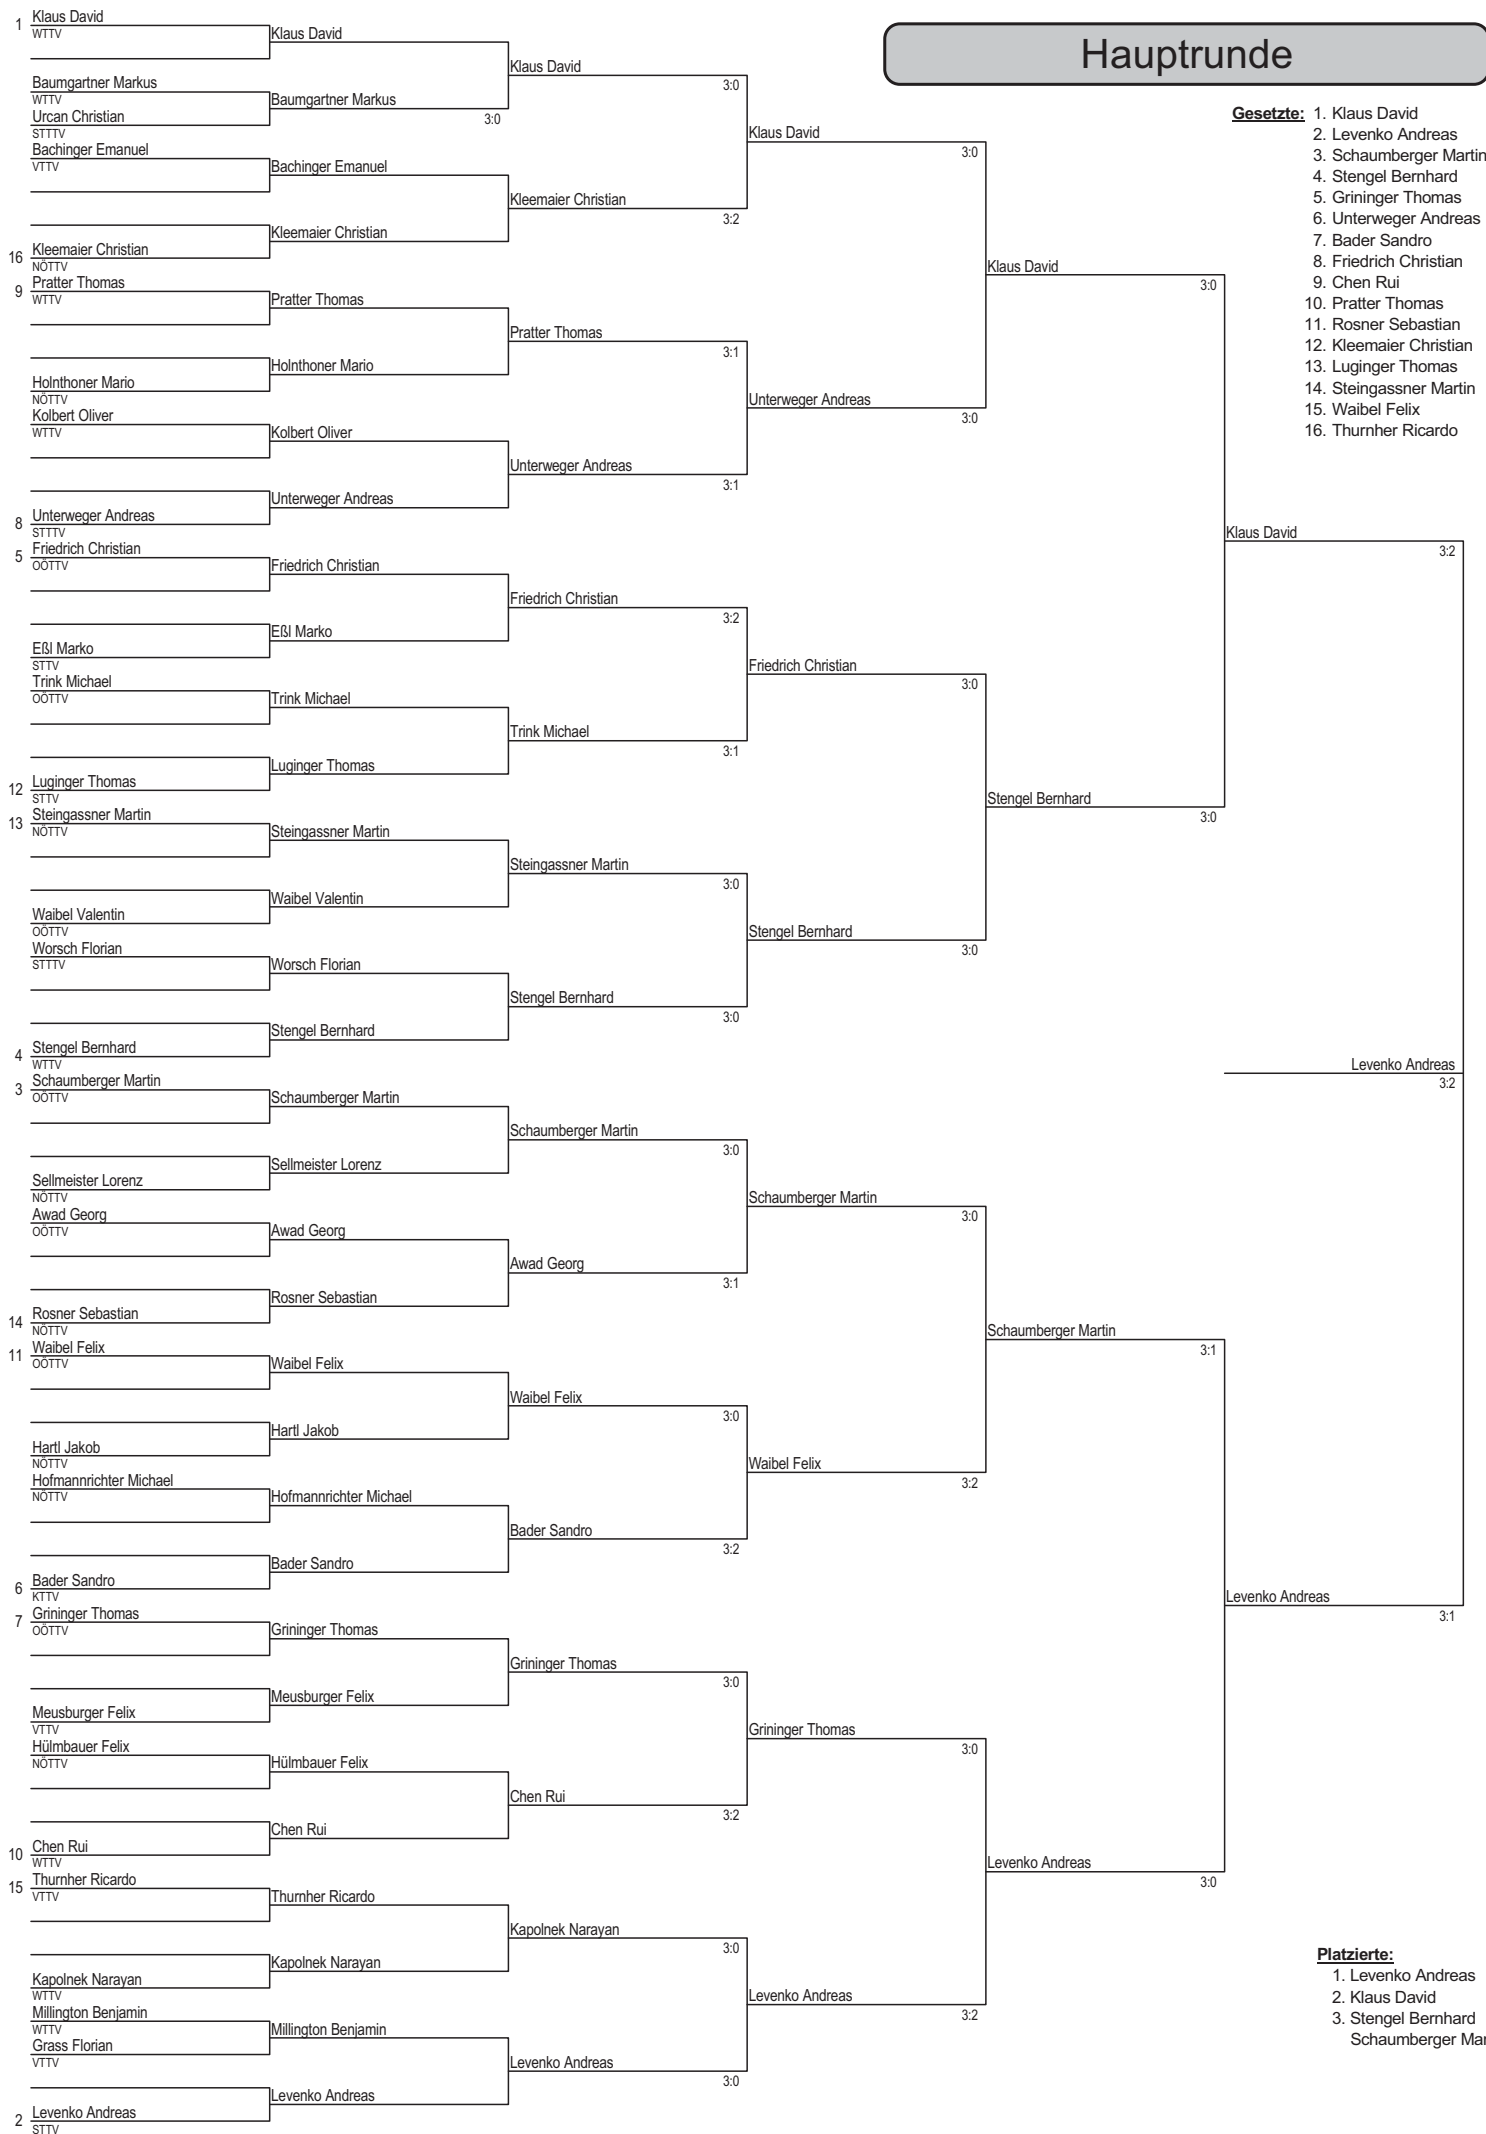 Hauptrunde
Gesetzte: 1. Klaus David
2. Levenko Andreas
3. Schaumberger Martin
4. Stengel Bernhard
5. Grininger Thomas
6. Unterweger Andreas
7. Bader Sandro
8. Friedrich Christian
9. Chen Rui
10. Pratter Thomas
11. Rosner Sebastian
12. Kleemaier Christian
13. Luginger Thomas
14. Steingassner Martin
15. Waibel Felix
16. Thurnher Ricardo
1 Klaus David
WTTV
Baumgartner Markus
WTTV
Urcan Christian
STTTV
Bachinger Emanuel
VTTV
16 Kleemaier Christian
NÖTTV
9 Pratter Thomas
WTTV
Holnthoner Mario
NÖTTV
Kolbert Oliver
WTTV
8 Unterweger Andreas
STTTV
5 Friedrich Christian
OÖTTV
Eßl Marko
STTV
Trink Michael
OÖTTV
12 Luginger Thomas
STTV
13 Steingassner Martin
NÖTTV
Waibel Valentin
OÖTTV
Worsch Florian
STTTV
4 Stengel Bernhard
WTTV
3 Schaumberger Martin
OÖTTV
Sellmeister Lorenz
NÖTTV
Awad Georg
OÖTTV
14 Rosner Sebastian
NÖTTV
11 Waibel Felix
OÖTTV
Hartl Jakob
NÖTTV
Hofmannrichter Michael
NÖTTV
6 Bader Sandro
KTTV
7 Grininger Thomas
OÖTTV
Meusburger Felix
VTTV
Hülmbauer Felix
NÖTTV
10 Chen Rui
WTTV
15 Thurnher Ricardo
VTTV
Kapolnek Narayan
WTTV
Millington Benjamin
WTTV
Grass Florian
VTTV
2 Levenko Andreas
STTV
Klaus David
Baumgartner Markus
3:0
Bachinger Emanuel
Kleemaier Christian
Pratter Thomas
Holnthoner Mario
Kolbert Oliver
Unterweger Andreas
Friedrich Christian
Eßl Marko
Trink Michael
Luginger Thomas
Steingassner Martin
Waibel Valentin
Worsch Florian
Stengel Bernhard
Schaumberger Martin
Sellmeister Lorenz
Awad Georg
Rosner Sebastian
Waibel Felix
Hartl Jakob
Hofmannrichter Michael
Bader Sandro
Grininger Thomas
Meusburger Felix
Hülmbauer Felix
Chen Rui
Thurnher Ricardo
Kapolnek Narayan
Millington Benjamin
Levenko Andreas
Klaus David
3:0
Kleemaier Christian
3:2
Pratter Thomas
3:1
Unterweger Andreas
3:1
Friedrich Christian
3:2
Trink Michael
3:1
Steingassner Martin
3:0
Stengel Bernhard
3:0
Schaumberger Martin
3:0
Awad Georg
3:1
Waibel Felix
3:0
Bader Sandro
3:2
Grininger Thomas
3:0
Chen Rui
3:2
Kapolnek Narayan
3:0
Levenko Andreas
3:0
Klaus David
3:0
Unterweger Andreas
3:0
Friedrich Christian
3:0
Stengel Bernhard
3:0
Schaumberger Martin
3:0
Waibel Felix
3:2
Grininger Thomas
3:0
Levenko Andreas
3:2
Klaus David
3:0
Stengel Bernhard
3:0
Schaumberger Martin
3:1
Levenko Andreas
3:0
Klaus David
3:2
Levenko Andreas
3:1
Levenko Andreas
3:2
Platzierte:
1. Levenko Andreas
2. Klaus David
3. Stengel Bernhard
Schaumberger Mar